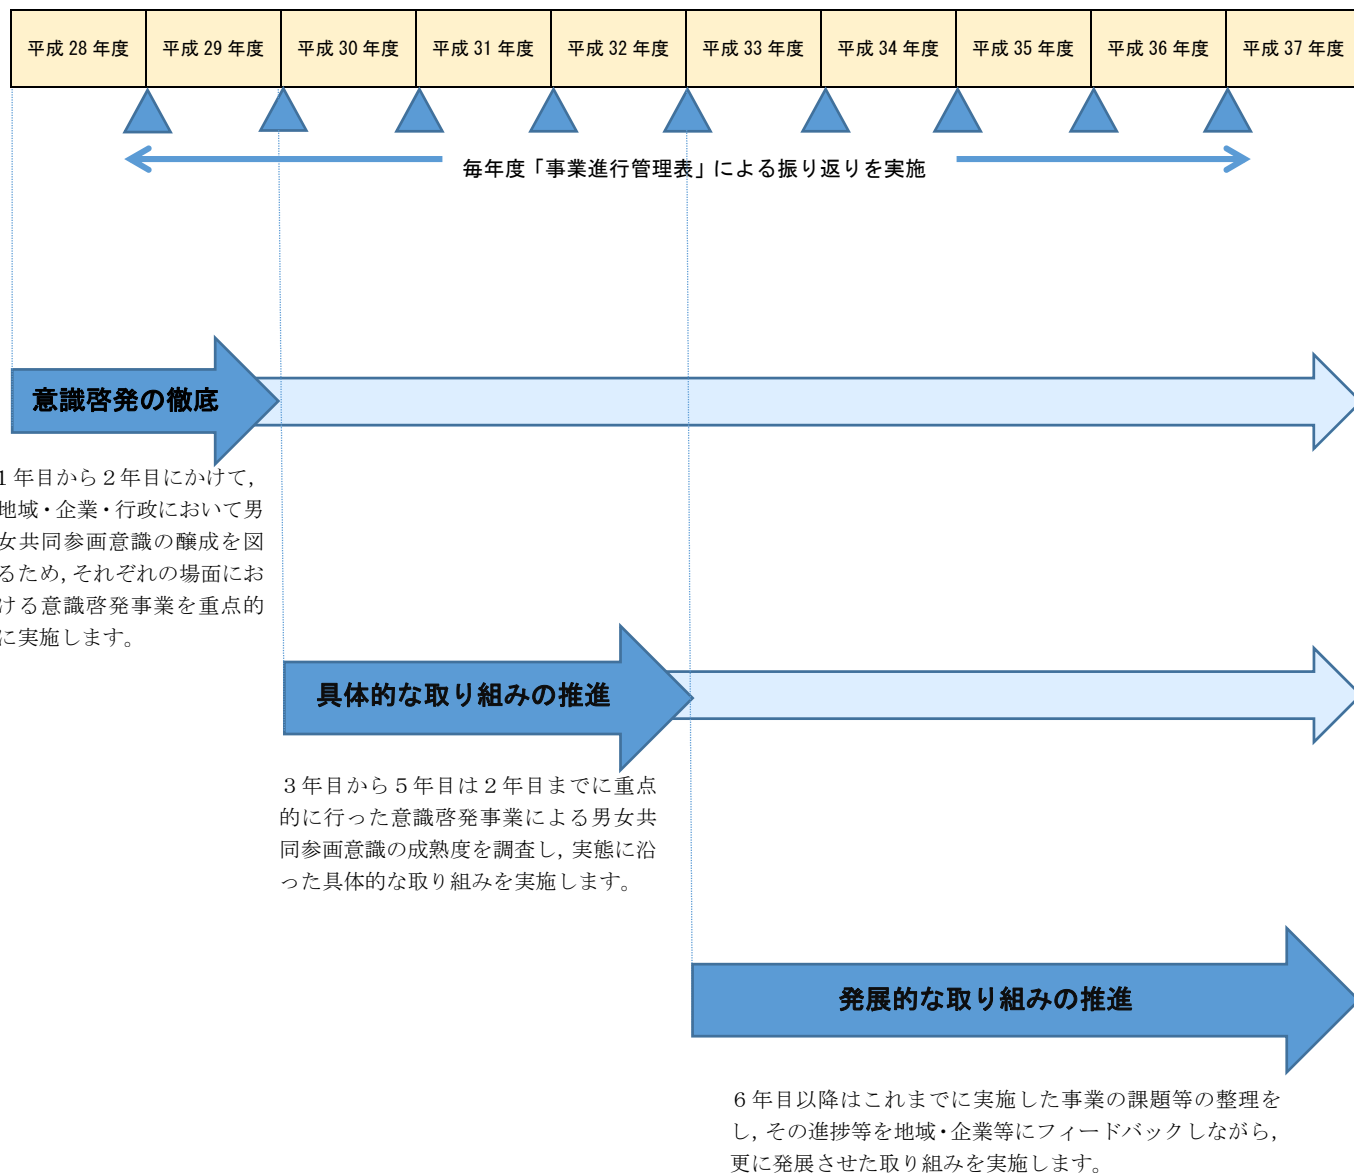 平成 28 年度 平成 29 年度 平成 30 年度 平成 31 年度 平成 32 年度 平成 33 年度 平成 34 年度 平成 35 年度 平成 36 年度 平成 37 年度
毎年度「事業進行管理表」による振り返りを実施
意識啓発の徹底
1 年目から２年目にかけて，
地域・企業・行政において男
女共同参画意識の醸成を図
るため，それぞれの場面にお
ける意識啓発事業を重点的
に実施します。
具体的な取り組みの推進
３年目から５年目は２年目までに重点
的に行った意識啓発事業による男女共
同参画意識の成熟度を調査し，実態に沿
った具体的な取り組みを実施します。
発展的な取り組みの推進
６年目以降はこれまでに実施した事業の課題等の整理を
し，その進捗等を地域・企業等にフィードバックしながら，
更に発展させた取り組みを実施します。